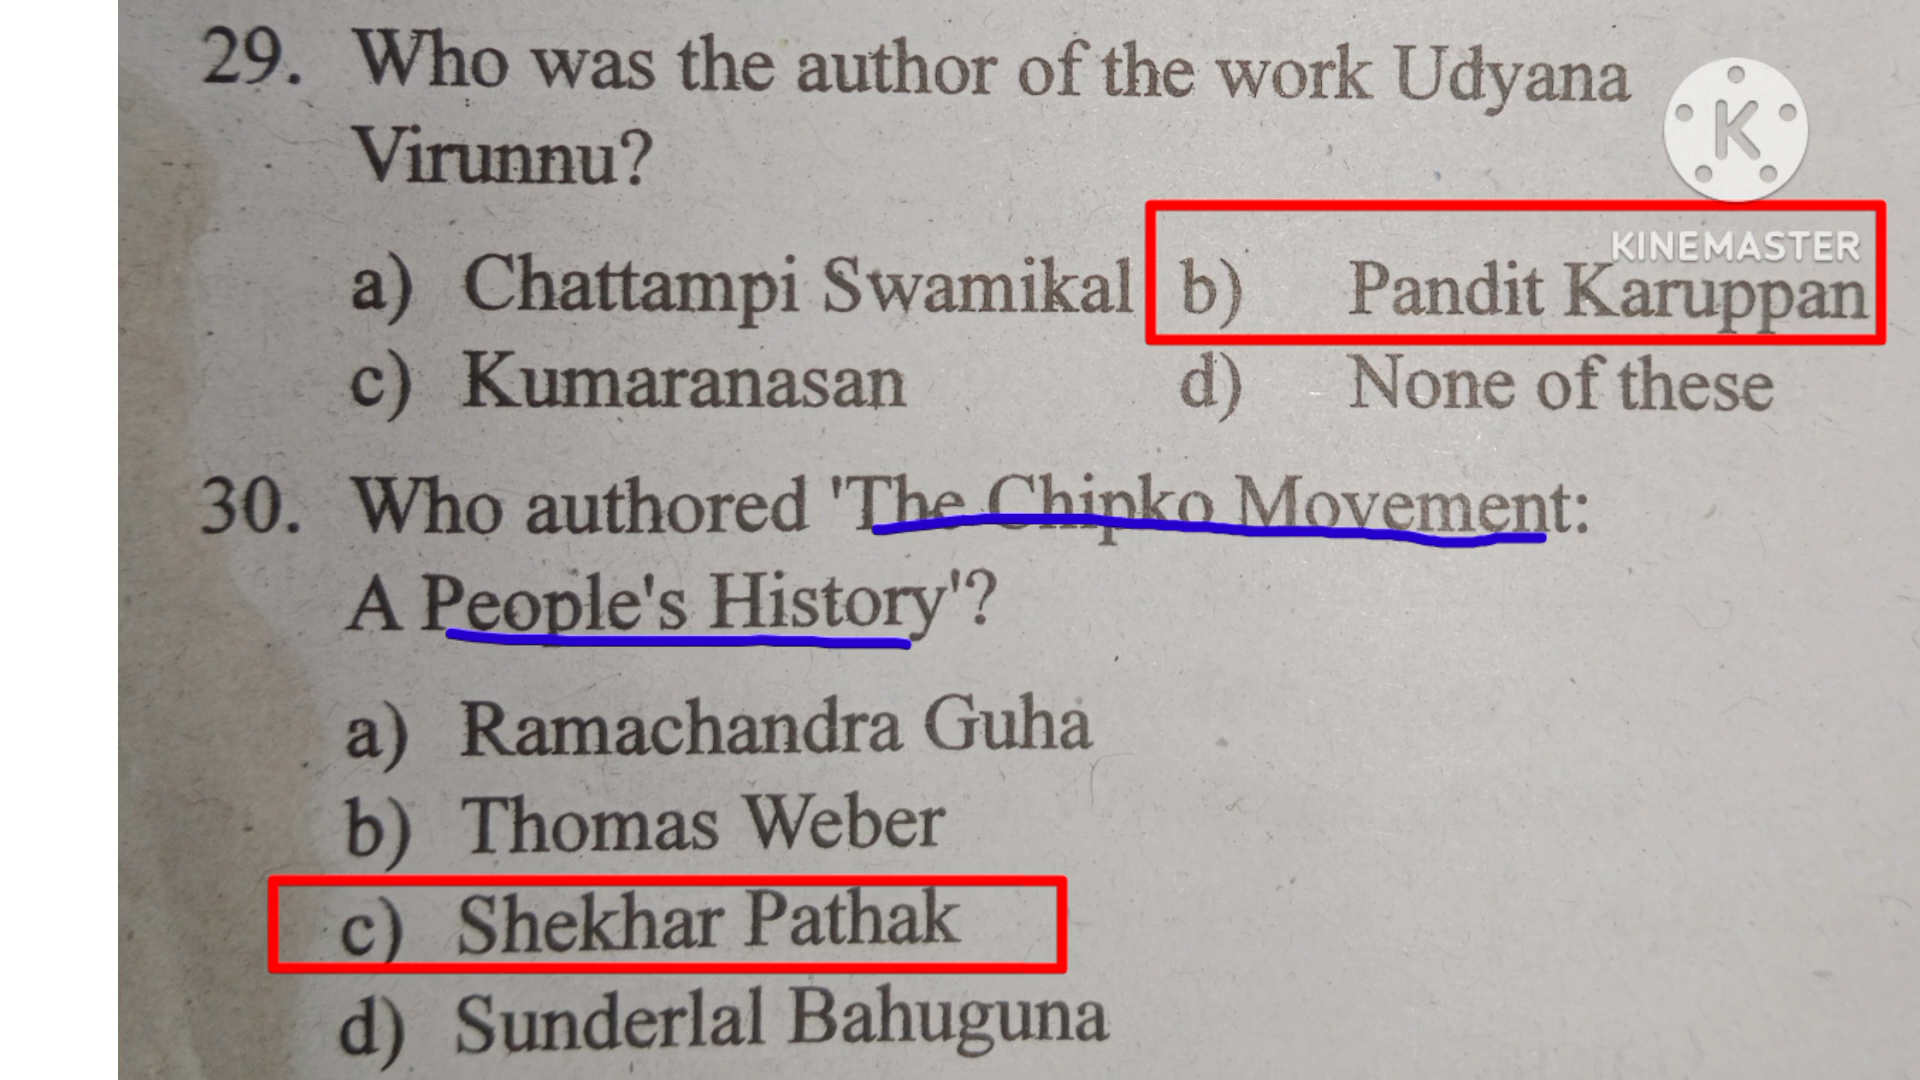 29. Who was the author of the work Udyana
Virunnu?
K
KINEMASTER
a) Chattampi Swamikal b) Pandit Karuppan
c) Kumaranasan d) None of these
30. Who authored 'The Chipko Movement:
A People's History'?
a) Ramachandra Guha
b) Thomas Weber
c) Shekhar Pathak
d) Sunderlal Bahuguna